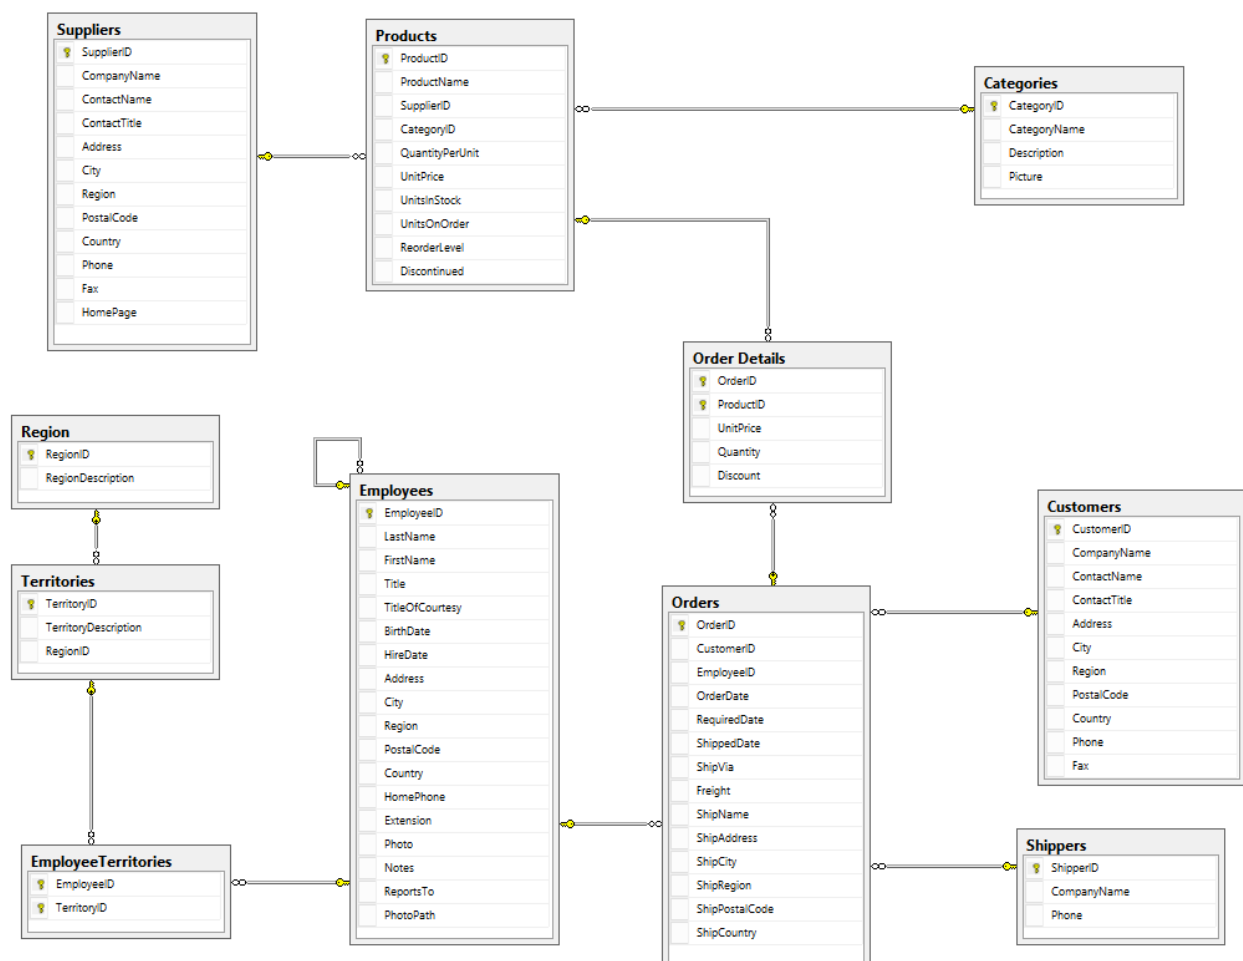 Suppliers
SupplierID
CompanyName
ContactName
ContactTitle
Address
City
Region
PostalCode
Country
Phone
Fax
HomePage
Products
ProductID
ProductName
SupplierID
CategoryID
QuantityPerUnit
UnitPrice
UnitsInStock
UnitsOnOrder
ReorderLevel
Discontinued
Categories
CategoryID
CategoryName
Description
Picture
Order Details
OrderID
ProductID
UnitPrice
Quantity
Discount
Region
RegionID
RegionDescription
Territories
TerritoryID
TerritoryDescription
RegionID
EmployeeTerritories
EmployeeID
TerritoryID
Employees
EmployeeID
LastName
FirstName
Title
TitleOfCourtesy
BirthDate
HireDate
Address
City
Region
PostalCode
Country
HomePhone
Extension
Photo
Notes
ReportsTo
PhotoPath
Orders
OrderID
CustomerID
EmployeeID
OrderDate
RequiredDate
ShippedDate
ShipVia
Freight
ShipName
ShipAddress
ShipCity
ShipRegion
ShipPostalCode
ShipCountry
Customers
CustomerID
CompanyName
ContactName
ContactTitle
Address
City
Region
PostalCode
Country
Phone
Fax
Shippers
ShipperID
CompanyName
Phone